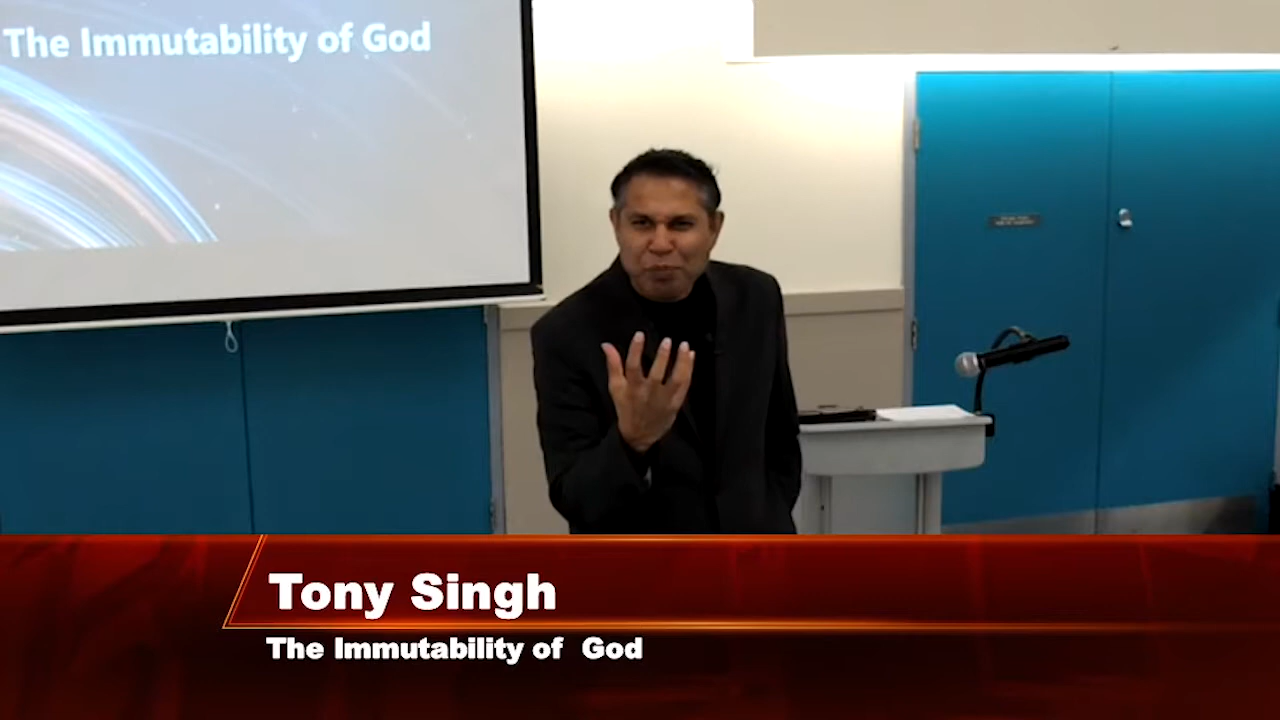 The Immutability of God
Tony Singh
The Immutability of  God